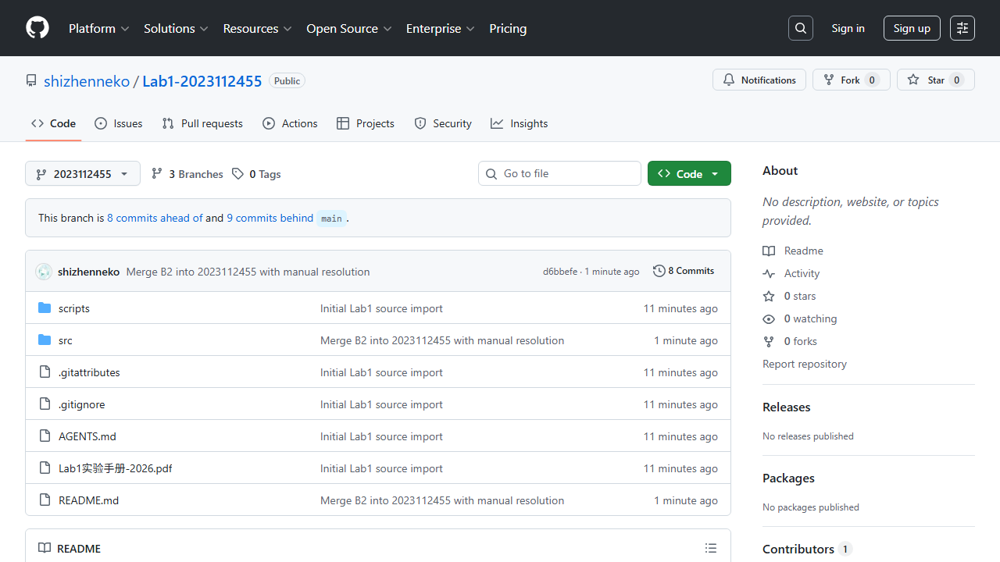 Platform Solutions Resources Open Source Enterprise Pricing Sign in Sign up
shizhenneko / Lab1-2023112455 Public Notifications Fork 0 Star 0
Code Issues Pull requests Actions Projects Security Insights
2023112455 3 Branches 0 Tags Go to file Code
This branch is 8 commits ahead of and 9 commits behind main .
shizhenneko Merge B2 into 2023112455 with manual resolution d6bbefe · 1 minute ago 8 Commits
scripts Initial Lab1 source import 11 minutes ago
src Merge B2 into 2023112455 with manual resolution 1 minute ago
.gitattributes Initial Lab1 source import 11 minutes ago
.gitignore Initial Lab1 source import 11 minutes ago
AGENTS.md Initial Lab1 source import 11 minutes ago
Lab1实验手册-2026.pdf Initial Lab1 source import 11 minutes ago
README.md Merge B2 into 2023112455 with manual resolution 1 minute ago
README
About
No description, website, or topics
provided.
Readme
Activity
0 stars
0 watching
0 forks
Report repository
Releases
No releases published
Packages
No packages published
Contributors 1